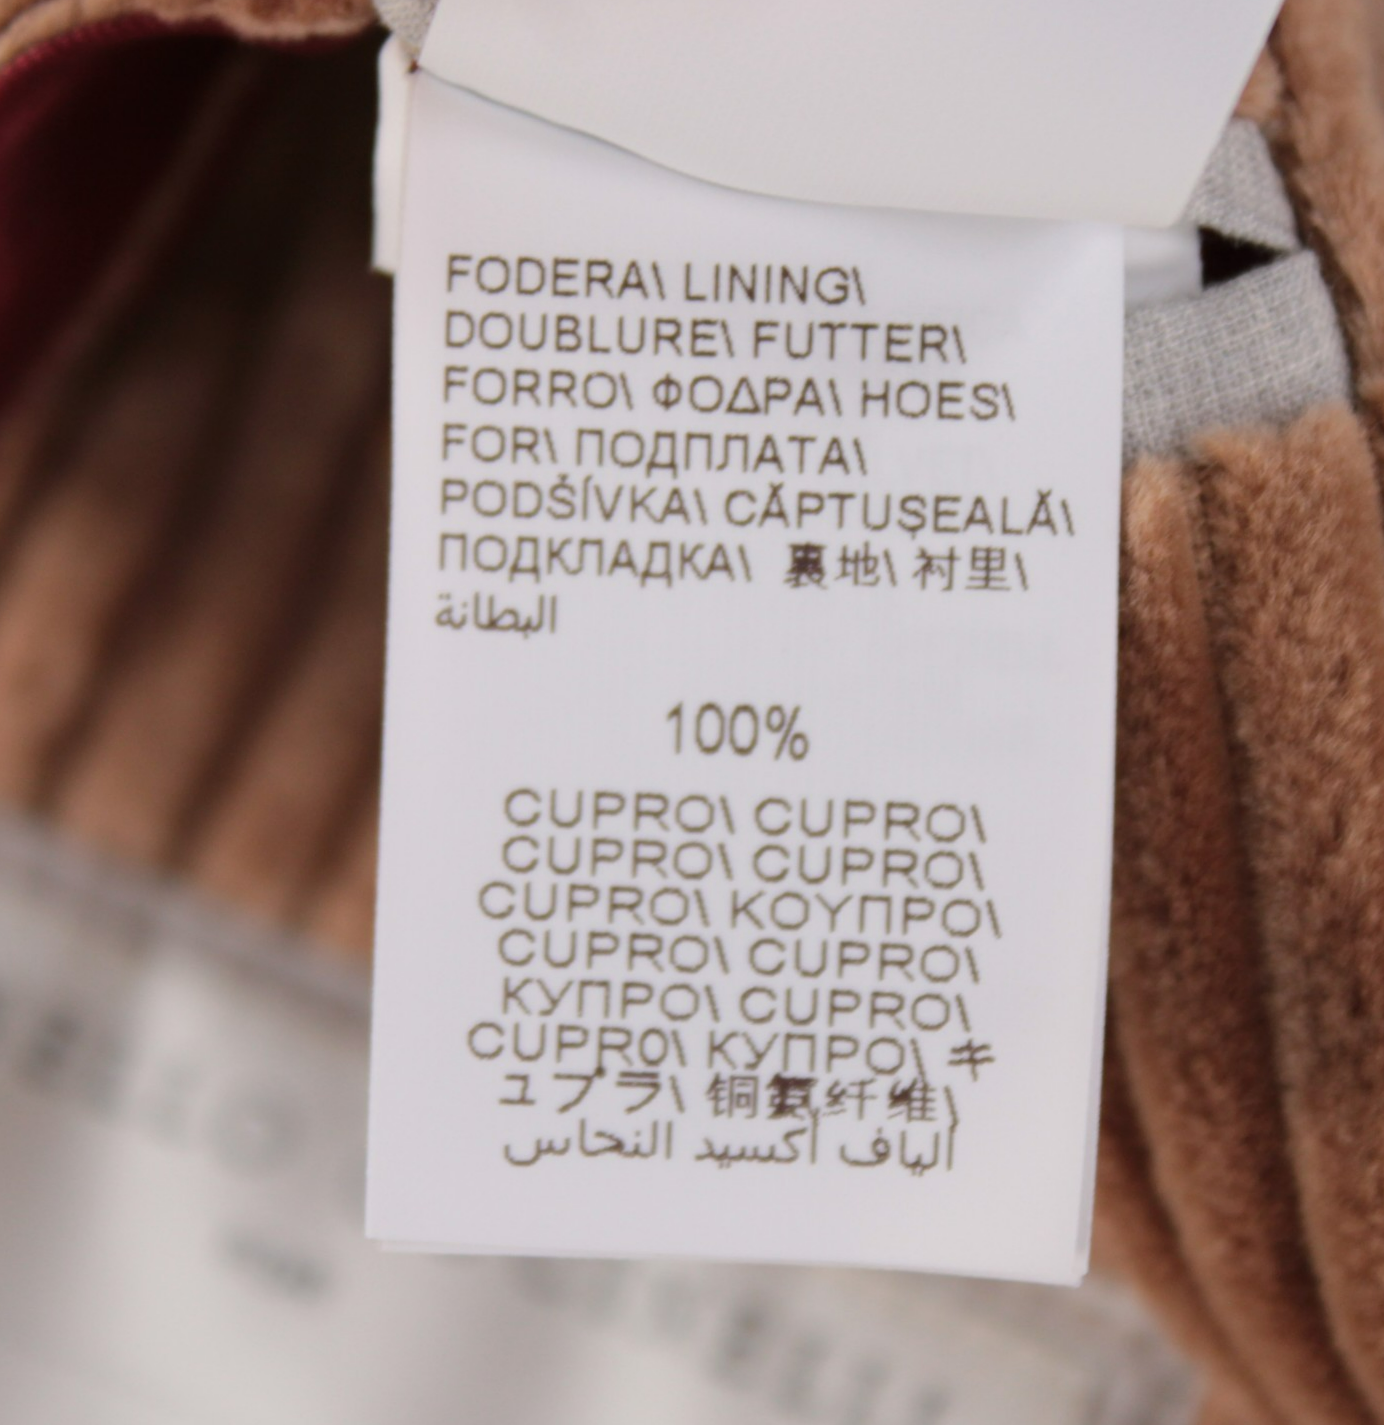 FODERA\ LINING\
DOUBLURE\ FUTTER\
FORRO\ ΦΟΔΡΑ\ HOES\
FOR\ ПОДПЛАТА\
PODŠÍVKA\ CĂPTUȘEALĂ\
ПОДКЛАДКА\ 裏地\ 衬里\
البطانة
100%
CUPRO\ CUPRO\
CUPRO\ CUPRO\
CUPRO\ ΚΟΥΠΡΟ\
CUPRO\ CUPRO\
КУПРО\ CUPRO\
CUPR0\ КУПРО\ キ
ュプラ\ 铜氨纤维\
ألياف أكسيد النحاس